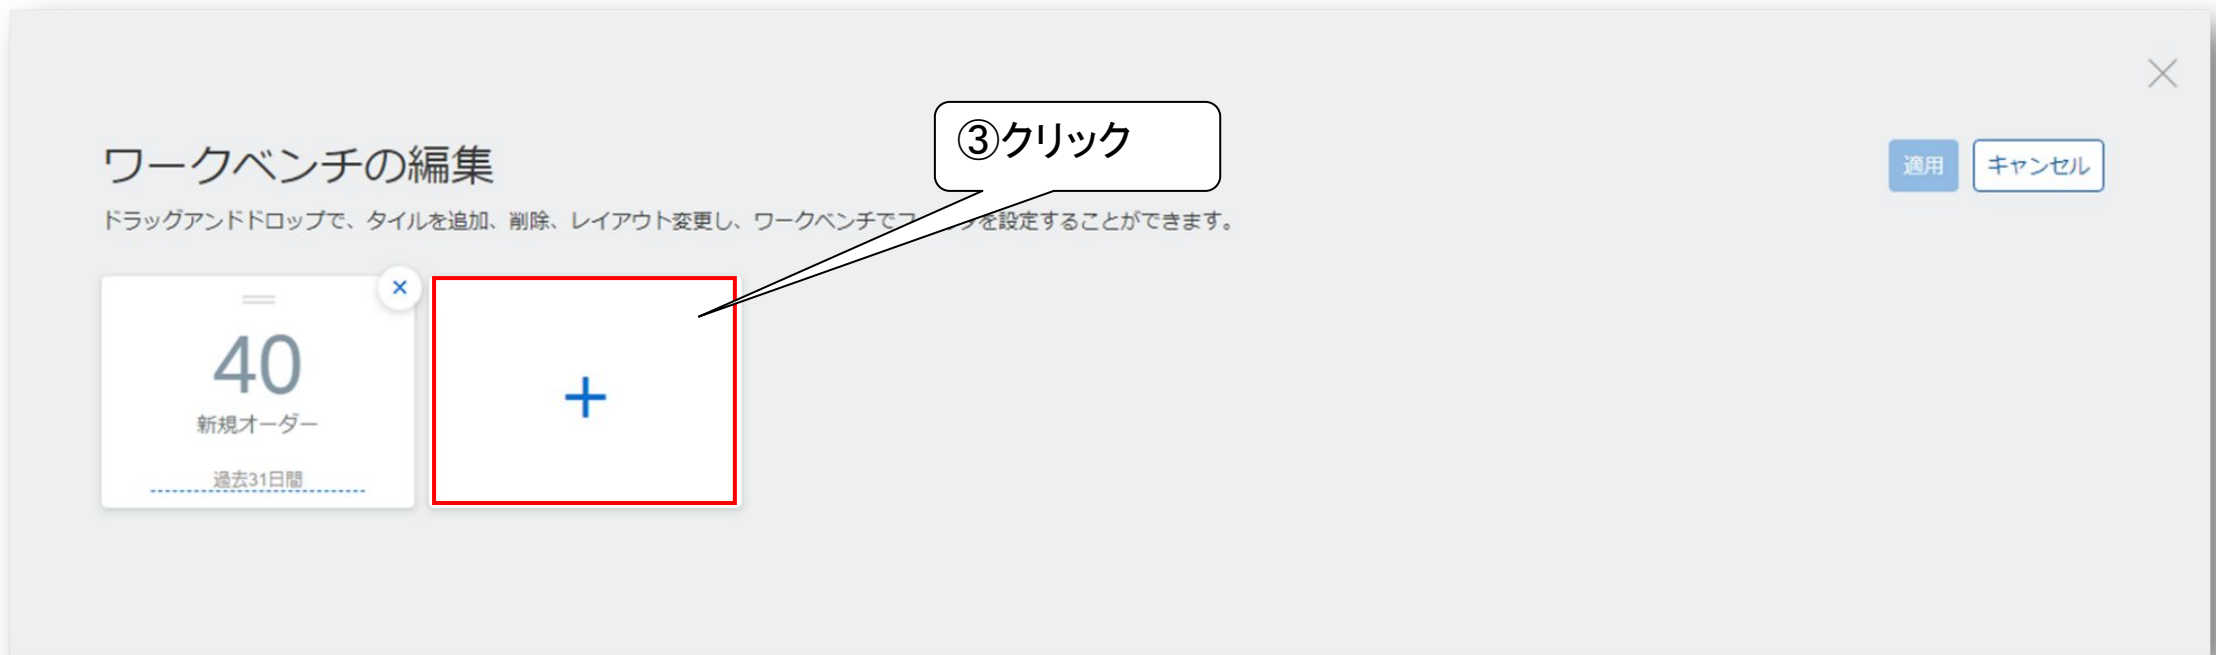 ③クリック
ワークベンチの編集
適用
キャンセル
ドラッグアンドドロップで、タイルを追加、削除、レイアウト変更し、ワークベンチでフ を設定することができます。
40
新規オーダー
過去31日間